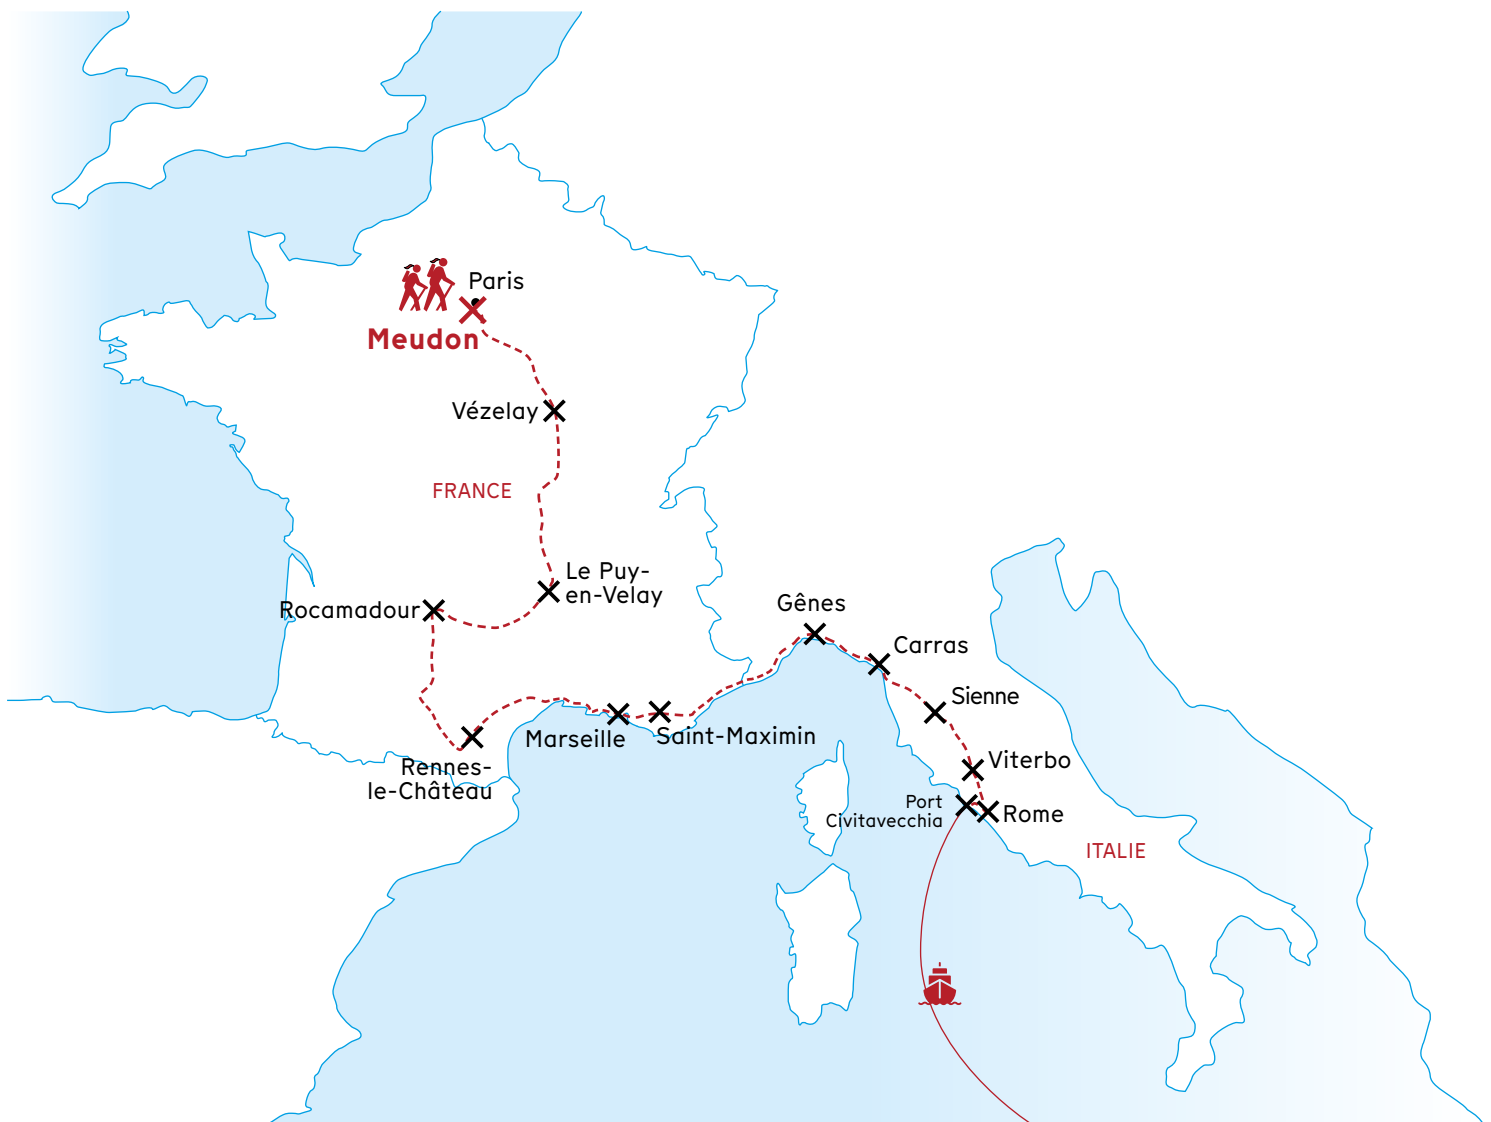 Paris
Meudon
Vézelay
FRANCE
Le Puy-
en-Velay
Rocamadour
Gênes
Carras
Sienne
Marseille
Saint-Maximin
Rennes-
le-Château
Viterbo
Port
Civitavecchia
Rome
ITALIE